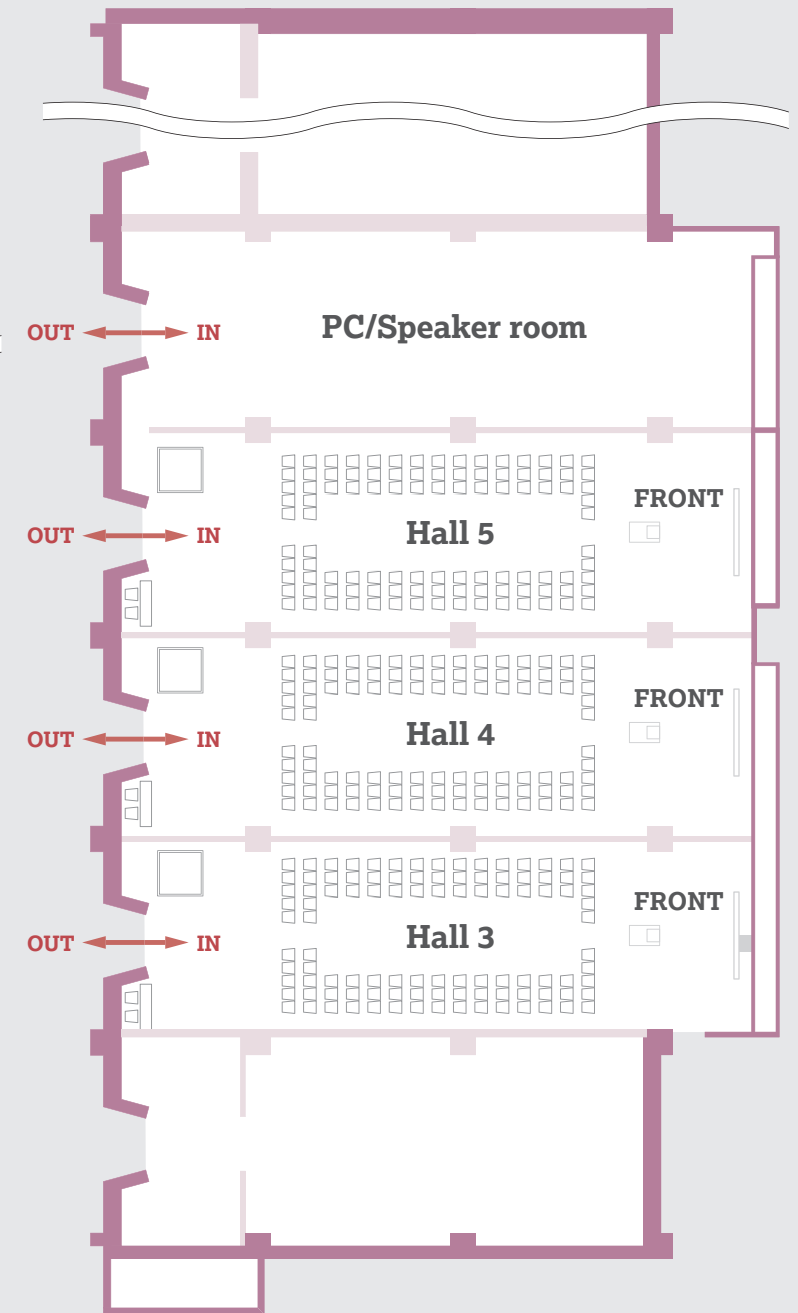 OUT IN PC/Speaker room
FRONT
OUT IN Hall 5
FRONT
OUT IN Hall 4
FRONT
OUT IN Hall 3